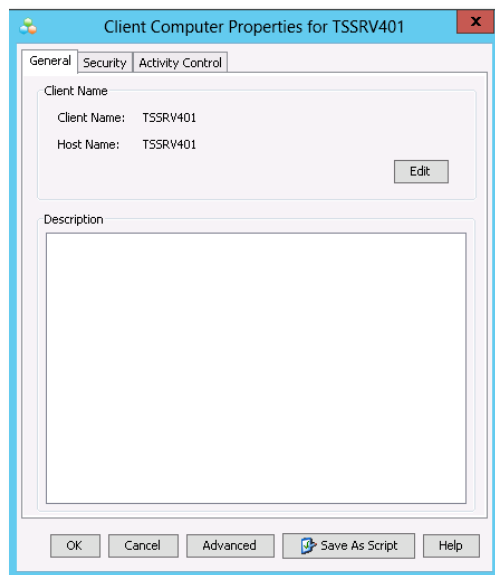 Client Computer Properties for TSSRV401
x
General Security Activity Control
Client Name
Client Name: TSSRV401
Host Name: TSSRV401
Edit
Description
OK Cancel Advanced Save As Script Help